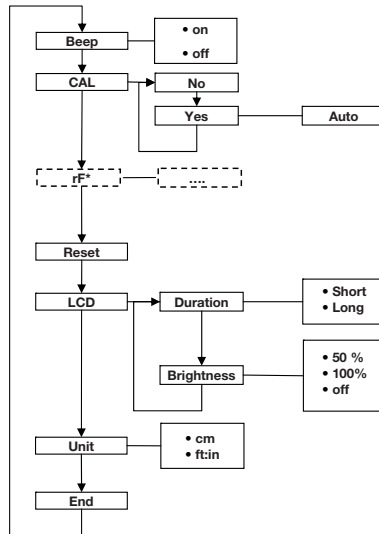 Beep
• on
• off
CAL
No
Yes
Auto
rF*
....
Reset
LCD
Duration
• Short
• Long
Brightness
• 50 %
• 100%
• off
Unit
• cm
• ft:in
End